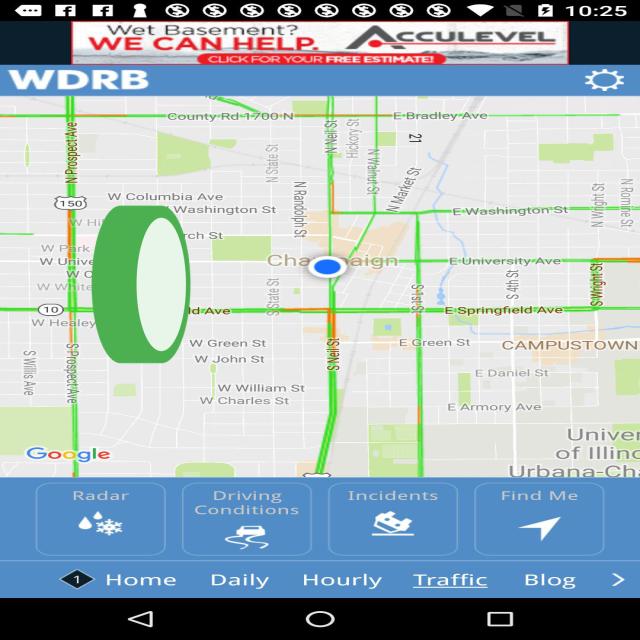 10:25
Wet Basement?
WE CAN HELP.
ACCULEVEL
CLICK FOR YOUR FREE ESTIMATE!
WDRB
County Rd 1700 N
E Bradley Ave
N Prospect Ave
N State St
N Neil St
Hickory St
N Walnut St
21
N Market St
N Randolph St
150
W Columbia Ave
Washington St
E Washington St
N Wright St
N Romine St
W Hi
rch St
W Park
W Unive
Champaign
E University Ave
W C
W White
S State St
S 1st St
S 4th St
S Wright St
10
ld Ave
E Springfield Ave
W Healey
W Green St
E Green St
CAMPUSTOWN
S Willis Ave
S Prospect Ave
W John St
S Neil St
E Daniel St
W William St
W Charles St
E Armory Ave
Google
Univer
of Illino
Urbana-Cha
Radar
Driving
Conditions
Incidents
Find Me
1
Home
Daily
Hourly
Traffic
Blog